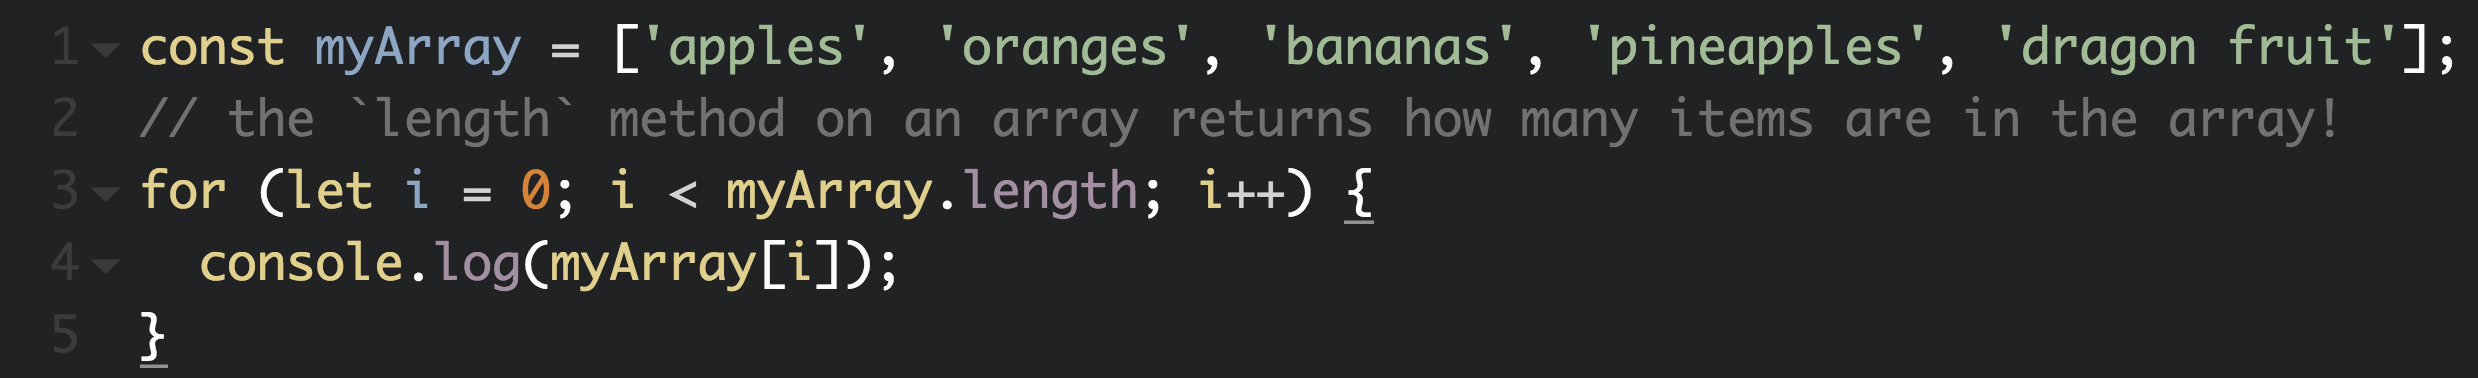 1 const myArray = ['apples', 'oranges', 'bananas', 'pineapples', 'dragon fruit'];
2 // the `length` method on an array returns how many items are in the array!
3 for (let i = 0; i < myArray.length; i++) {
4   console.log(myArray[i]);
5 }